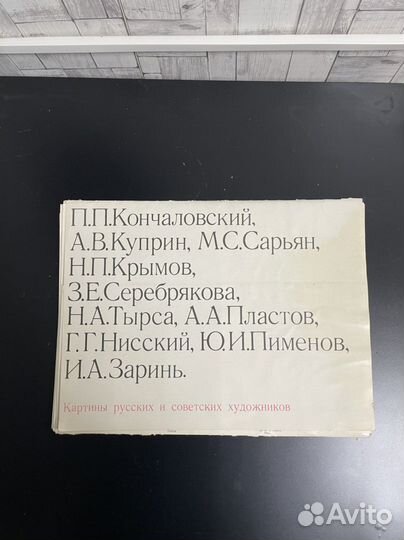 П.П.Кончаловский,
А.В.Куприн, М.С.Сарьян,
Н.П.Крымов,
З.Е.Серебрякова,
Н.А.Тырса, А.А.Пластов,
Г.Г.Нисский, Ю.И.Пименов,
И.А.Заринь.
Картины русских и советских художников
Avito